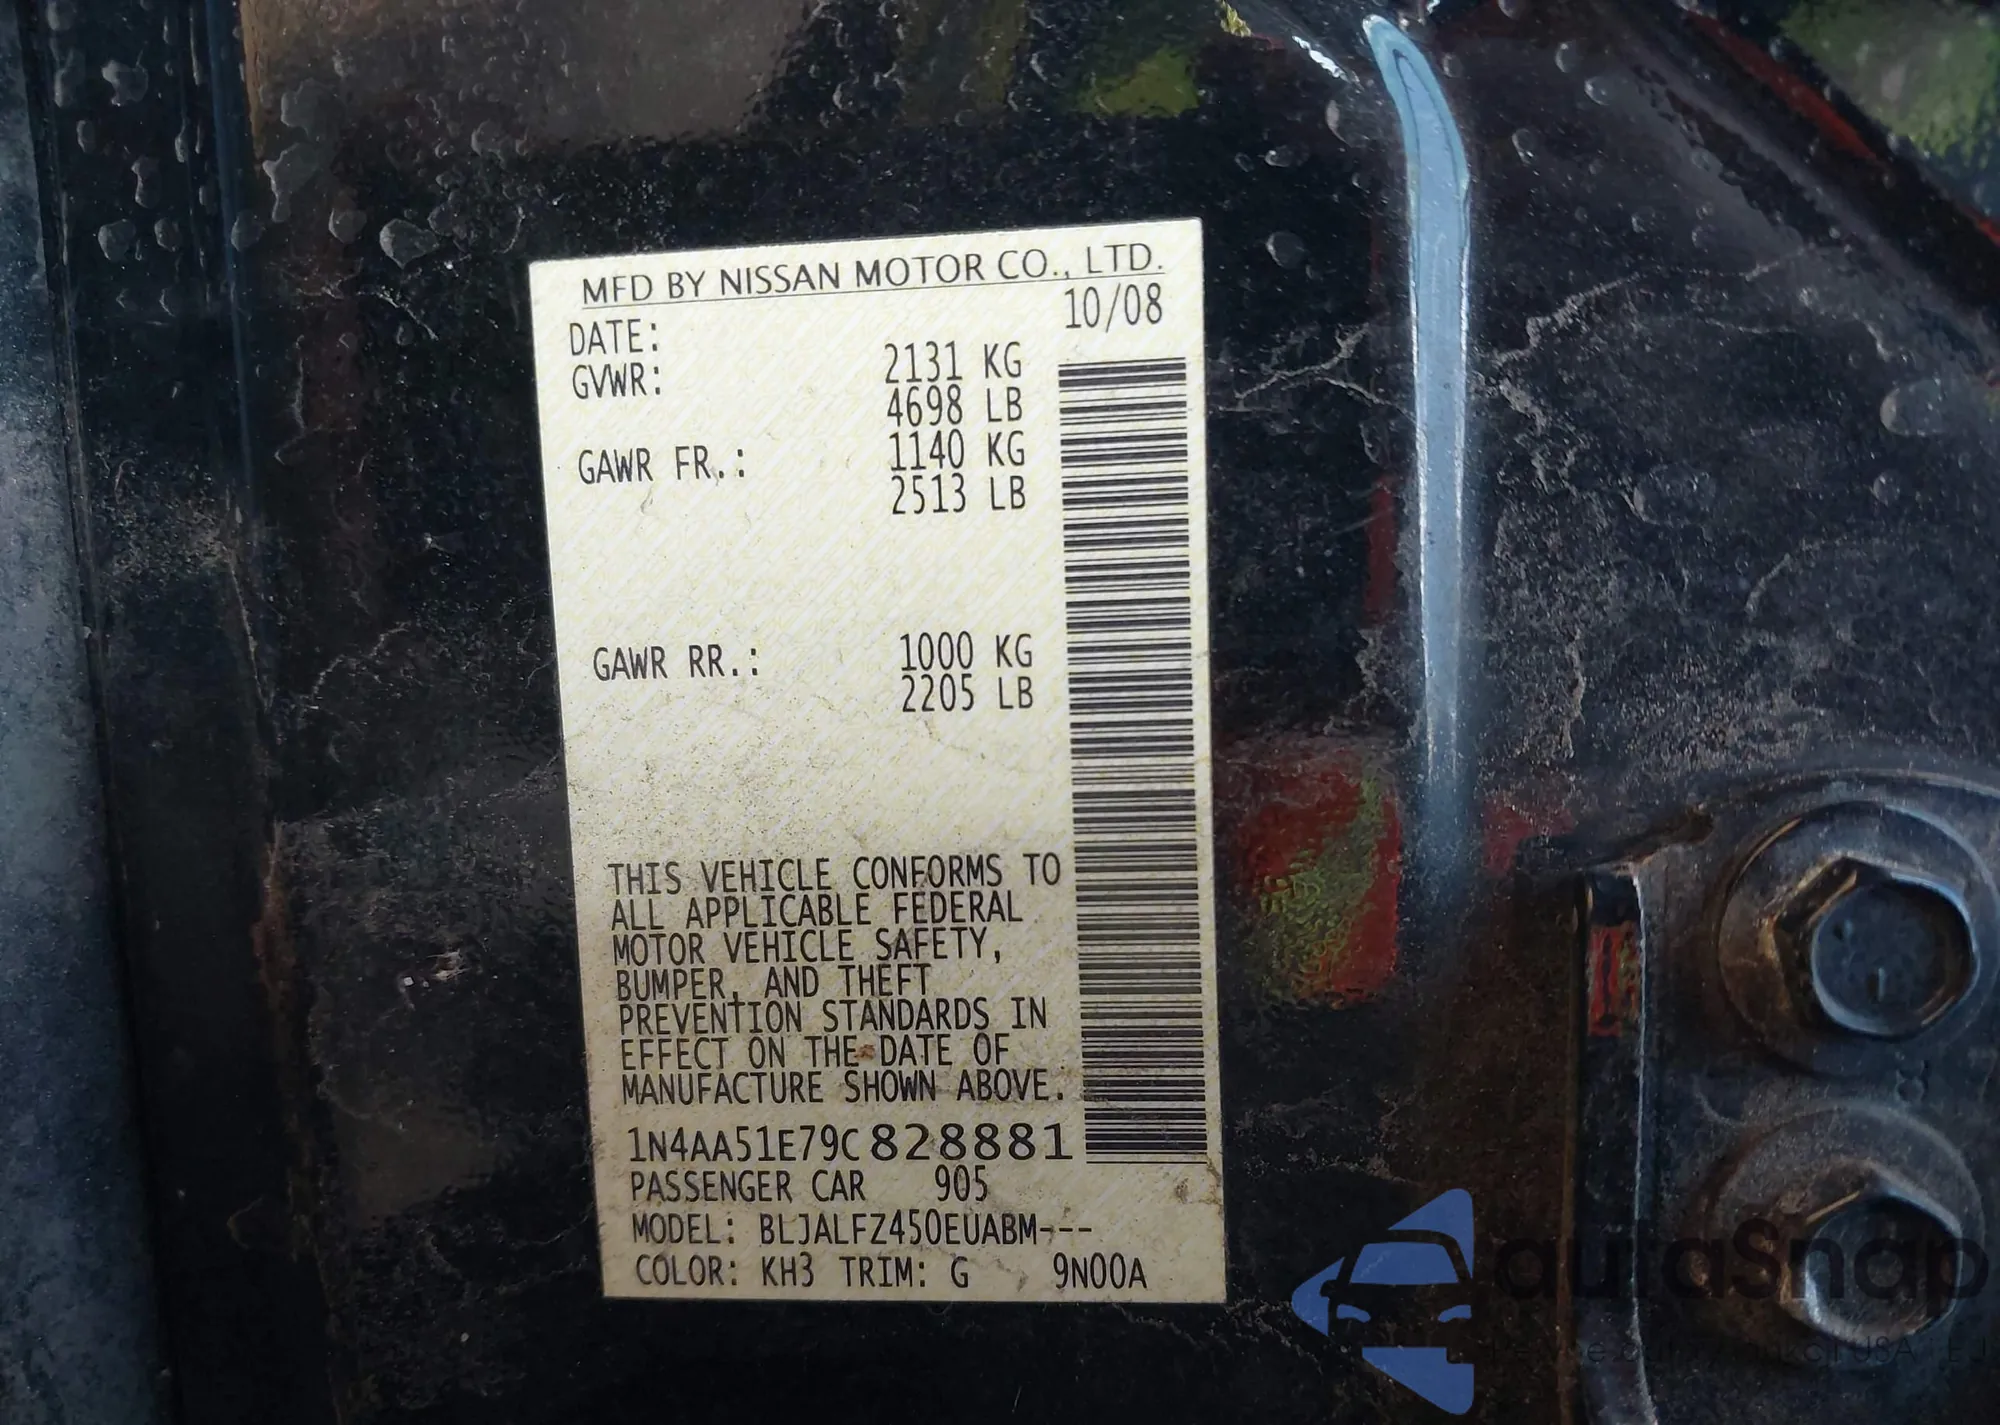 MFD BY NISSAN MOTOR CO., LTD.
DATE: 10/08
GVWR: 2131 KG
4698 LB
GAWR FR.: 1140 KG
2513 LB
GAWR RR.: 1000 KG
2205 LB
THIS VEHICLE CONFORMS TO
ALL APPLICABLE FEDERAL
MOTOR VEHICLE SAFETY,
BUMPER, AND THEFT
PREVENTION STANDARDS IN
EFFECT ON THE DATE OF
MANUFACTURE SHOWN ABOVE.
1N4AA51E79C828881
PASSENGER CAR 905
MODEL: BLJALFZ450EUABM---
COLOR: KH3 TRIM: G 9N00A
autaSnap
USA i EU